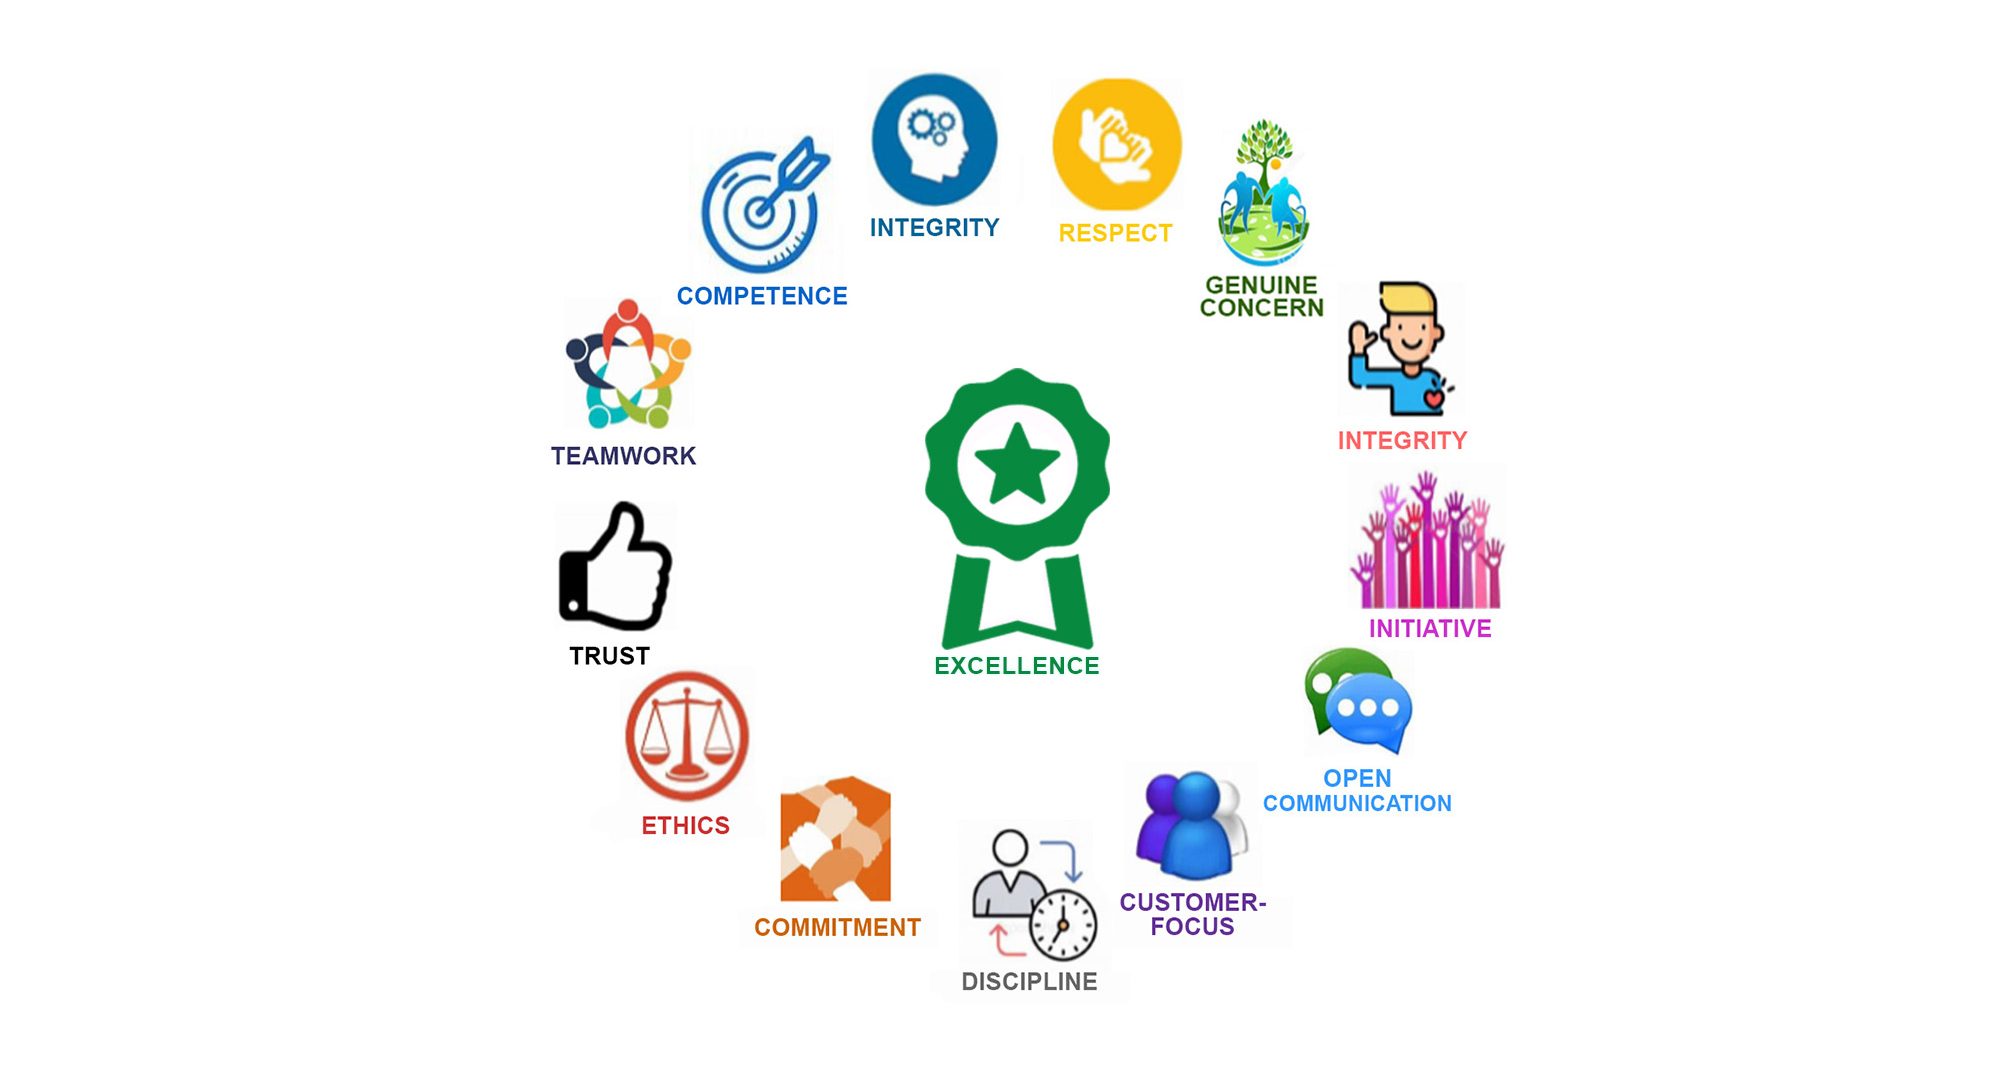 INTEGRITY
RESPECT
GENUINE
CONCERN
COMPETENCE
INTEGRITY
TEAMWORK
INITIATIVE
TRUST
EXCELLENCE
OPEN
COMMUNICATION
ETHICS
CUSTOMER-
FOCUS
COMMITMENT
DISCIPLINE